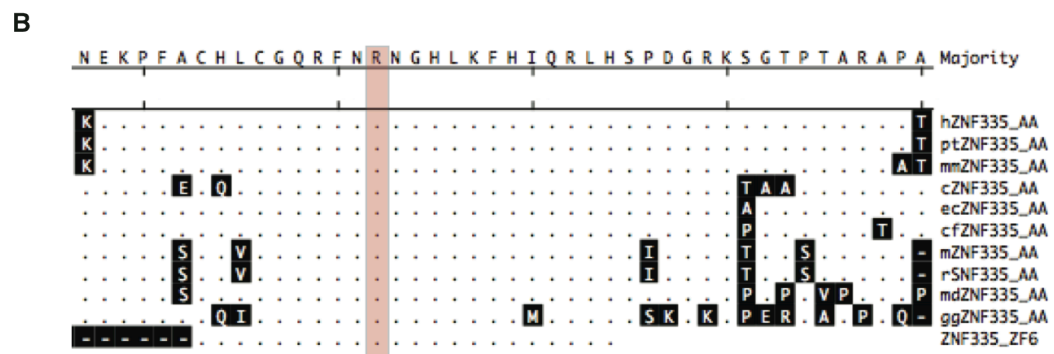 B
N E K P F A C H L C G Q R F N R N G H L K F H I Q R L H S P D G R K S G T P T A R A P A Majority
K . . . . . . . . . . . . . . . . . . . . . . . . . . . . . . . . . . . . . . . . . . T hZNF335_AA
K . . . . . . . . . . . . . . . . . . . . . . . . . . . . . . . . . . . . . . . . . . T ptZNF335_AA
K . . . . . . . . . . . . . . . . . . . . . . . . . . . . . . . . . . . . . . . . . A T mmZNF335_AA
. . . . . E . Q . . . . . . . . . . . . . . . . . . . . . . . . . . T A A . . . . . . . cZNF335_AA
. . . . . . . . . . . . . . . . . . . . . . . . . . . . . . . . . . A . . . . . . . . . ecZNF335_AA
. . . . . . . . . . . . . . . . . . . . . . . . . . . . . . . . . . P . . . . . . T . . cfZNF335_AA
. . . . . S . . V . . . . . . . . . . . . . . . . . . . . I . . . . T . . S . . . . . - mZNF335_AA
. . . . . S . . V . . . . . . . . . . . . . . . . . . . . I . . . . T . . S . . . . . - rSNF335_AA
. . . . . S . . . . . . . . . . . . . . . . . . . . . . . . . . . . P . P . V P . . . P mdZNF335_AA
. . . . . . . Q I . . . . . . . . . . . . . . M . . . . . S K . K . P E R . A . P . Q - ggZNF335_AA
- - - - - - . . . . . . . . . . . . . . . . . . . . . . ZNF335_ZF6